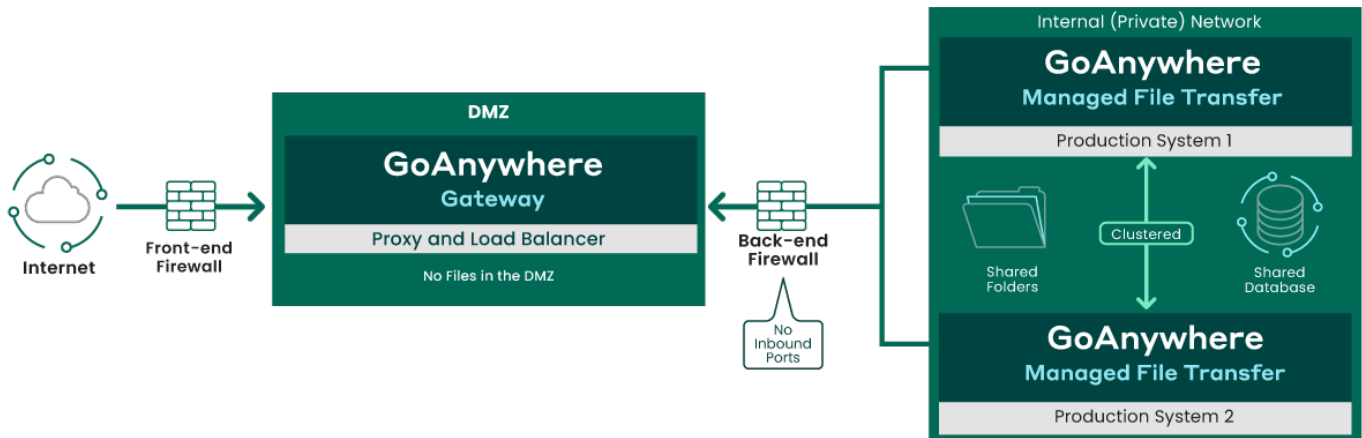 Internet
Front-end
Firewall
DMZ
GoAnywhere
Gateway
Proxy and Load Balancer
No Files in the DMZ
Back-end
Firewall
No
Inbound
Ports
Internal (Private) Network
GoAnywhere
Managed File Transfer
Production System 1
Shared
Folders
Clustered
Shared
Database
GoAnywhere
Managed File Transfer
Production System 2